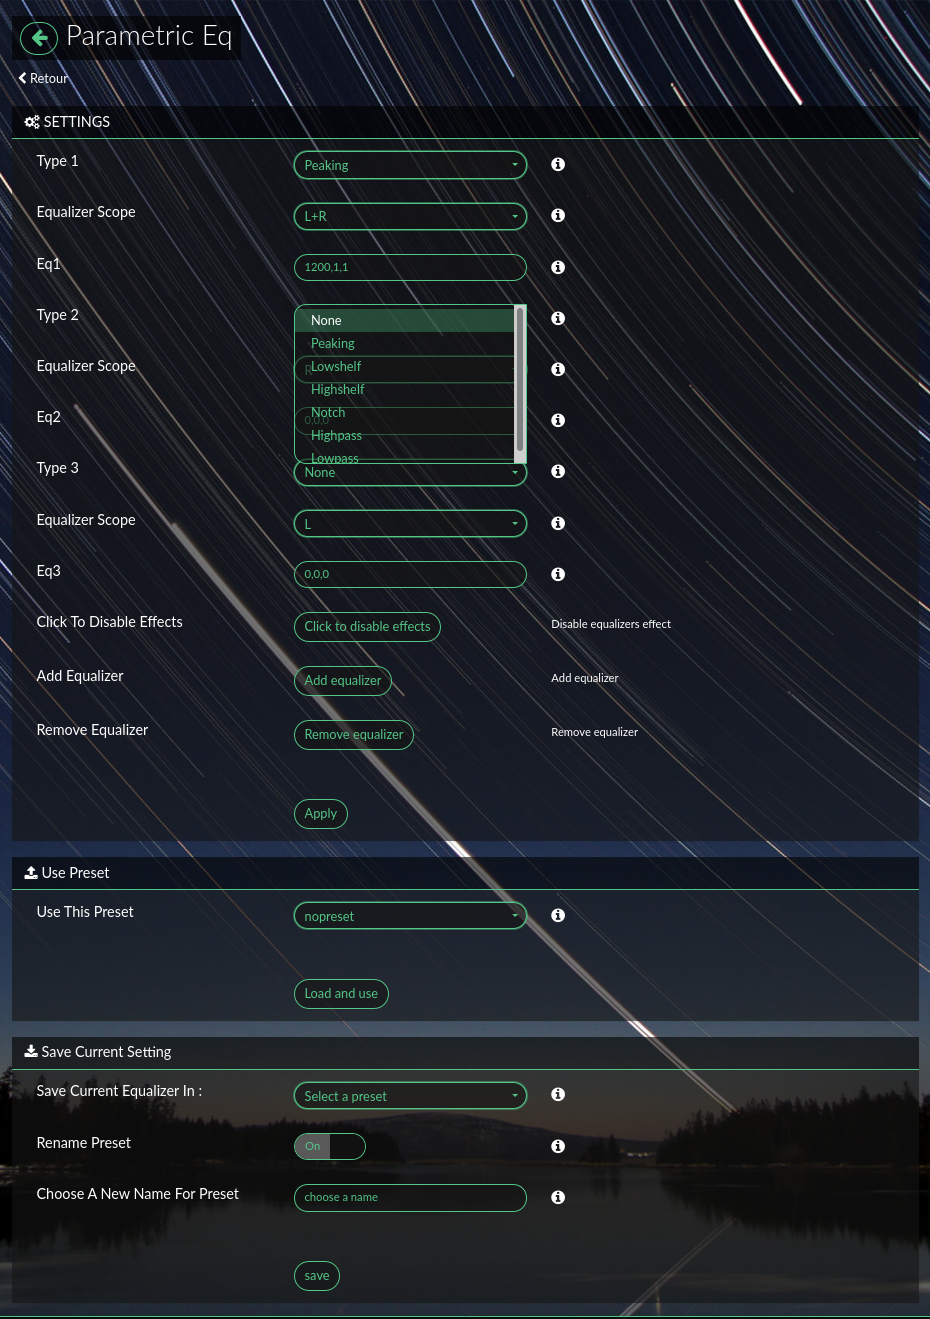 Parametric Eq
Retour
SETTINGS
Type 1
Peaking
Equalizer Scope
L+R
Eq1
1200,1,1
Type 2
None
Peaking
Equalizer Scope
R
Lowshelf
Highshelf
Eq2
0,0,0
Notch
Highpass
Lowpass
Type 3
None
Equalizer Scope
L
Eq3
0,0,0
Click To Disable Effects
Click to disable effects
Disable equalizers effect
Add Equalizer
Add equalizer
Add equalizer
Remove Equalizer
Remove equalizer
Remove equalizer
Apply
Use Preset
Use This Preset
nopreset
Load and use
Save Current Setting
Save Current Equalizer In :
Select a preset
Rename Preset
On
Choose A New Name For Preset
choose a name
save